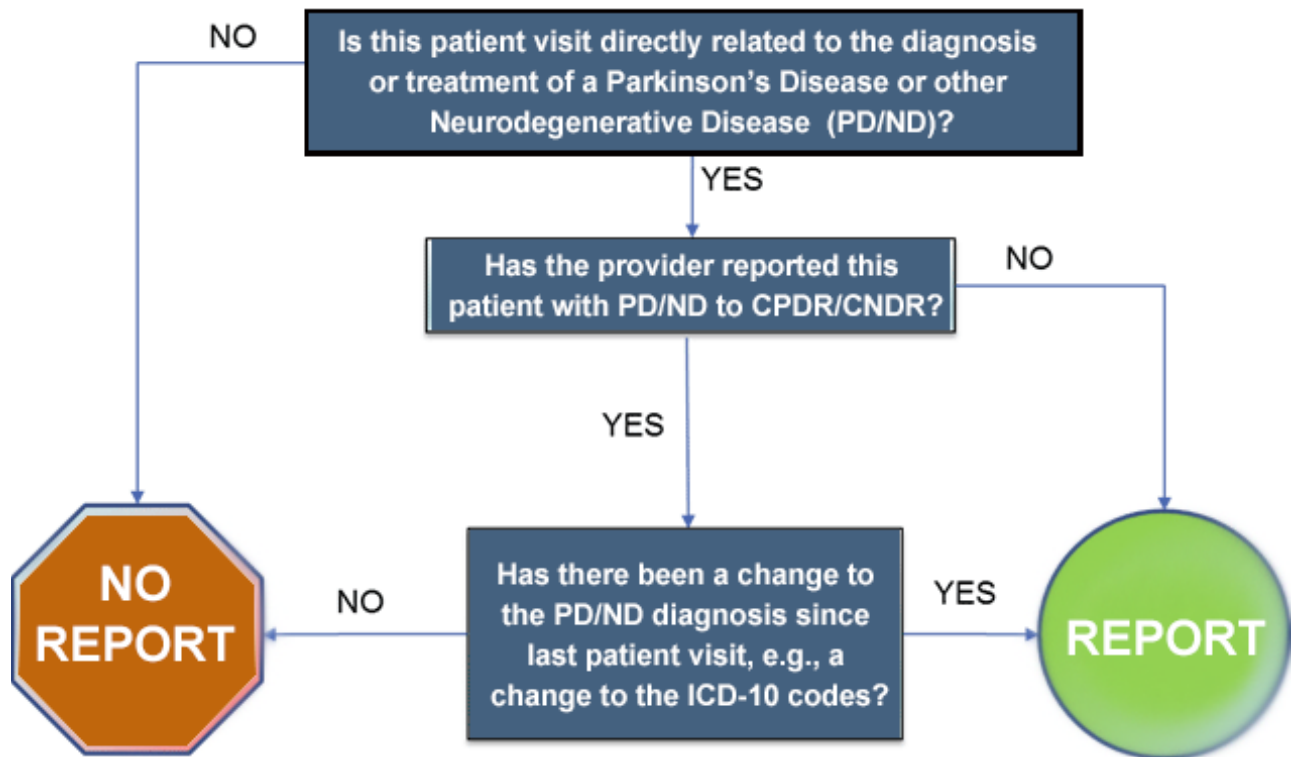 NO
Is this patient visit directly related to the diagnosis
or treatment of a Parkinson's Disease or other
Neurodegenerative Disease (PD/ND)?
YES
Has the provider reported this
patient with PD/ND to CPDR/CNDR?
NO
YES
NO
REPORT
NO
Has there been a change to
the PD/ND diagnosis since
last patient visit, e.g., a
change to the ICD-10 codes?
YES
REPORT